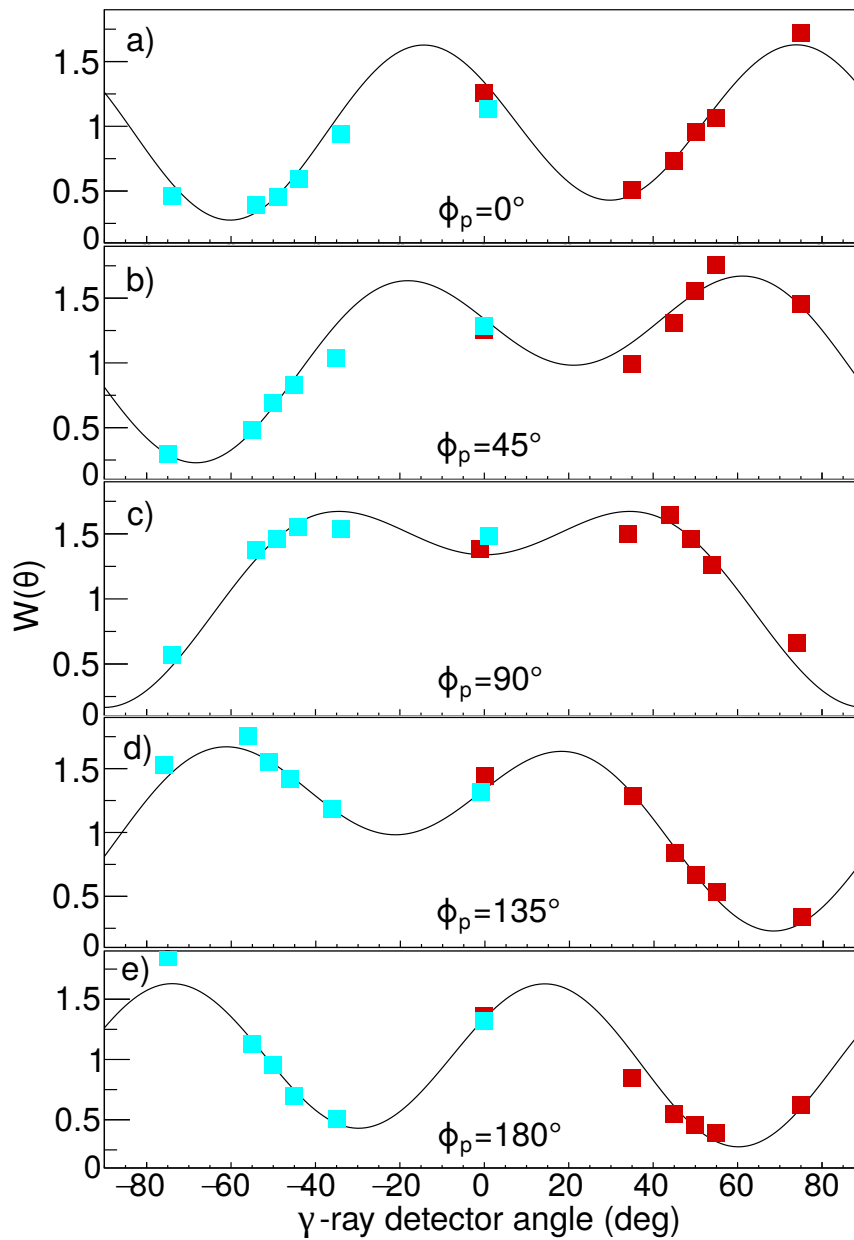 a)
1.5
1
0.5
0
ϕp=0°
b)
1.5
1
0.5
0
ϕp=45°
c)
1.5
1
0.5
0
ϕp=90°
W(θ)
d)
1.5
1
0.5
0
ϕp=135°
e)
1.5
1
0.5
0
ϕp=180°
−80 −60 −40 −20 0 20 40 60 80
γ-ray detector angle (deg)